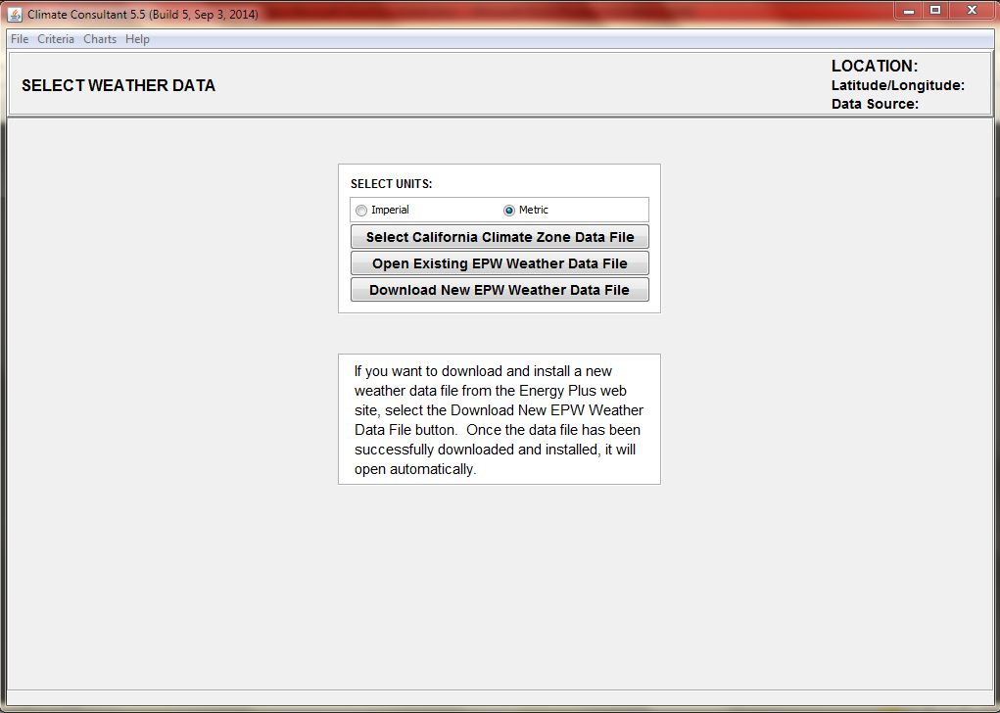 Climate Consultant 5.5 (Build 5, Sep 3, 2014)
File Criteria Charts Help
SELECT WEATHER DATA
LOCATION:
Latitude/Longitude:
Data Source:
SELECT UNITS:
Imperial Metric
Select California Climate Zone Data File
Open Existing EPW Weather Data File
Download New EPW Weather Data File
If you want to download and install a new
weather data file from the Energy Plus web
site, select the Download New EPW Weather
Data File button.  Once the data file has been
successfully downloaded and installed, it will
open automatically.